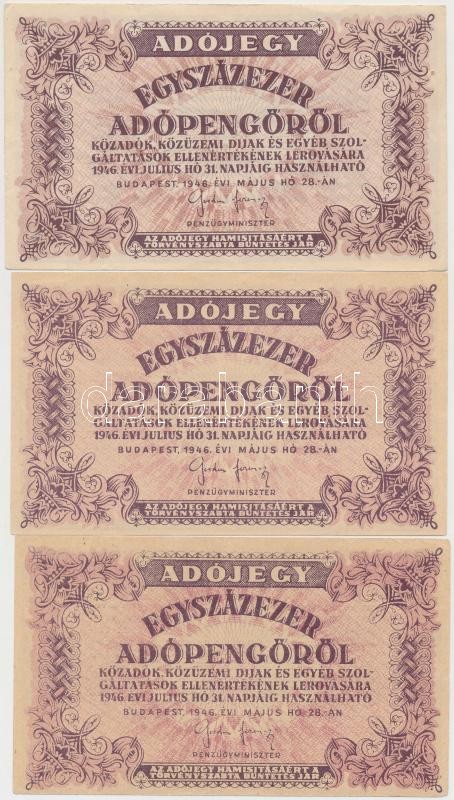 ADÓJEGY
EGYSZÁZEZER
ADÓPENGŐRŐL
KÖZADÓK, KÖZÜZEMI DIJAK ÉS EGYÉB SZOL-
GÁLTATÁSOK ELLENÉRTÉKÉNEK LEROVÁSÁRA
1946. ÉVI JULIUS HÓ 31. NAPJÁIG HASZNÁLHATÓ
BUDAPEST, 1946. ÉVI MÁJUS HÓ 28.-ÁN
PÉNZÜGYMINISZTER
AZ ADÓJEGY HAMISITÁSAÉRT A
TÖRVÉNYSZABTA BÜNTETÉS JÁR
ADÓJEGY
EGYSZÁZEZER
ADÓPENGŐRŐL
KÖZADÓK, KÖZÜZEMI DIJAK ÉS EGYÉB SZOL-
GÁLTATÁSOK ELLENÉRTÉKÉNEK LEROVÁSÁRA
1946. ÉVI JULIUS HÓ 31. NAPJÁIG HASZNÁLHATÓ
BUDAPEST, 1946. ÉVI MÁJUS HÓ 28.-ÁN
PÉNZÜGYMINISZTER
AZ ADÓJEGY HAMISITÁSAÉRT A
TÖRVÉNYSZABTA BÜNTETÉS JÁR
ADÓJEGY
EGYSZÁZEZER
ADÓPENGŐRŐL
KÖZADÓK, KÖZÜZEMI DIJAK ÉS EGYÉB SZOL-
GÁLTATÁSOK ELLENÉRTÉKÉNEK LEROVÁSÁRA
1946. ÉVI JULIUS HÓ 31. NAPJÁIG HASZNÁLHATÓ
BUDAPEST, 1946. ÉVI MÁJUS HÓ 28.-ÁN
PÉNZÜGYMINISZTER
AZ ADÓJEGY HAMISITÁSAÉRT A
TÖRVÉNYSZABTA BÜNTETÉS JÁR